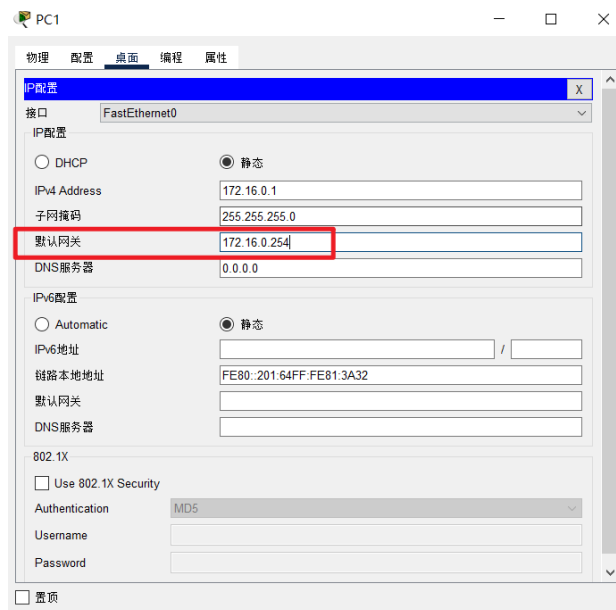 PC1
物理 配置 桌面 编程 属性
IP配置 X
接口 FastEthernet0
IP配置
DHCP 静态
IPv4 Address 172.16.0.1
子网掩码 255.255.255.0
默认网关 172.16.0.254
DNS服务器 0.0.0.0
IPv6配置
Automatic 静态
IPv6地址 /
链路本地地址 FE80::201:64FF:FE81:3A32
默认网关
DNS服务器
802.1X
Use 802.1X Security
Authentication MD5
Username
Password
置顶